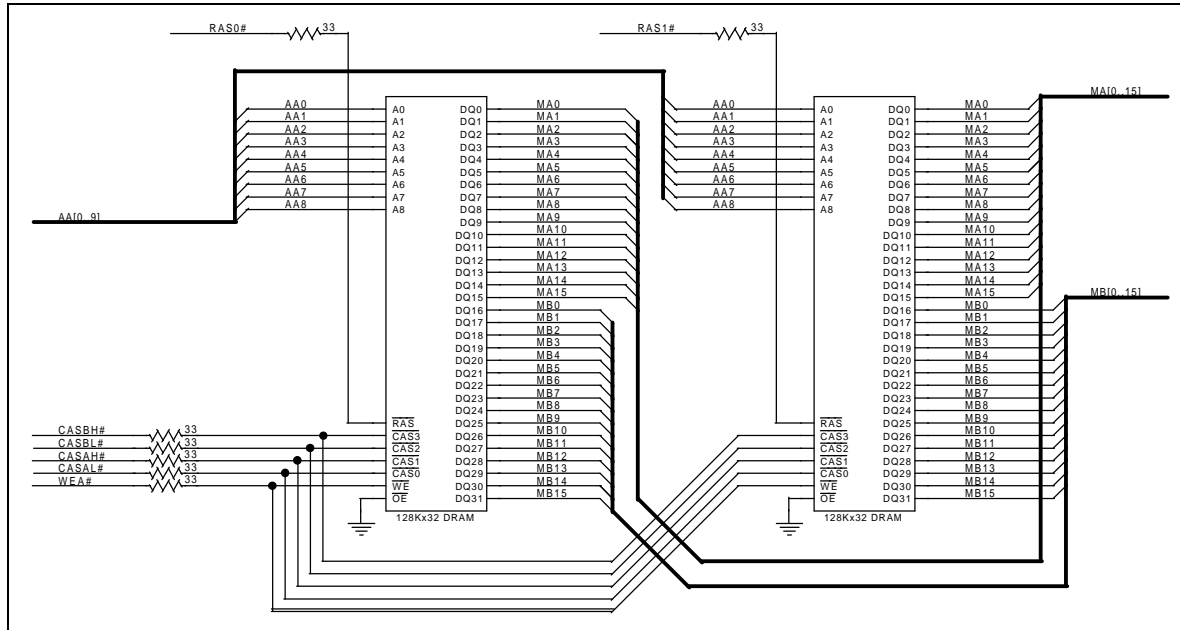 RAS0# 33 RAS1# 33
MA[0..15]
AA0 A0 DQ0 MA0 AA0 A0 DQ0 MA0
AA1 A1 DQ1 MA1 AA1 A1 DQ1 MA1
AA2 A2 DQ2 MA2 AA2 A2 DQ2 MA2
AA3 A3 DQ3 MA3 AA3 A3 DQ3 MA3
AA4 A4 DQ4 MA4 AA4 A4 DQ4 MA4
AA5 A5 DQ5 MA5 AA5 A5 DQ5 MA5
AA6 A6 DQ6 MA6 AA6 A6 DQ6 MA6
AA7 A7 DQ7 MA7 AA7 A7 DQ7 MA7
AA8 A8 DQ8 MA8 AA8 A8 DQ8 MA8
AA[0..9] DQ9 MA9 DQ9 MA9
DQ10 MA10 DQ10 MA10
DQ11 MA11 DQ11 MA11
DQ12 MA12 DQ12 MA12
DQ13 MA13 DQ13 MA13
DQ14 MA14 DQ14 MA14
DQ15 MA15 DQ15 MA15 MB[0..15]
DQ16 MB0 DQ16 MB0
DQ17 MB1 DQ17 MB1
DQ18 MB2 DQ18 MB2
DQ19 MB3 DQ19 MB3
DQ20 MB4 DQ20 MB4
DQ21 MB5 DQ21 MB5
DQ22 MB6 DQ22 MB6
DQ23 MB7 DQ23 MB7
DQ24 MB8 DQ24 MB8
RAS DQ25 MB9 RAS DQ25 MB9
CASBH# 33 CAS3 DQ26 MB10 CAS3 DQ26 MB10
CASBL# 33 CAS2 DQ27 MB11 CAS2 DQ27 MB11
CASAH# 33 CAS1 DQ28 MB12 CAS1 DQ28 MB12
CASAL# 33 CAS0 DQ29 MB13 CAS0 DQ29 MB13
WEA# 33 WE DQ30 MB14 WE DQ30 MB14
OE DQ31 MB15 OE DQ31 MB15
128Kx32 DRAM 128Kx32 DRAM